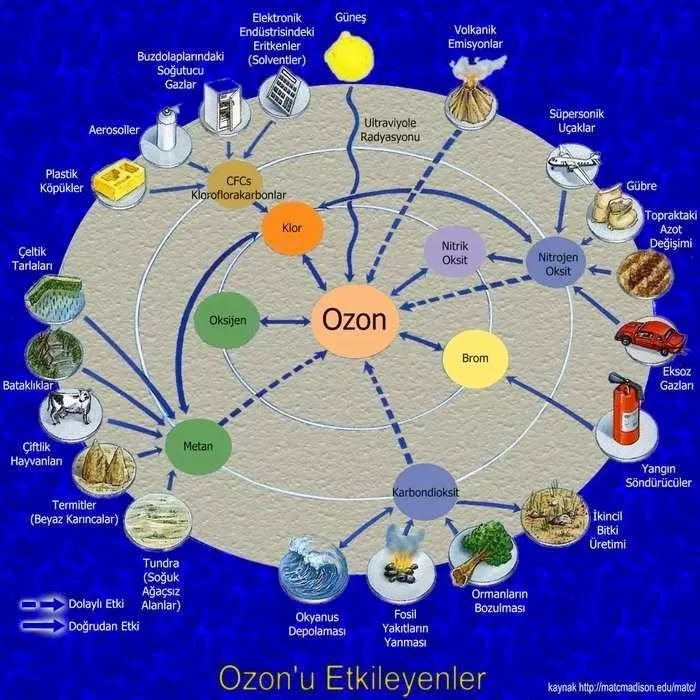 Elektronik
Endüstrisindeki
Eritkenler
(Solventler)
Güneş
Volkanik
Emisyonlar
Buzdolaplarındaki
Soğutucu
Gazlar
Aerosoller
Plastik
Köpükler
Ultraviyole
Radyasyonu
Süpersonik
Uçaklar
Gübre
Topraktaki
Azot
Değişimi
CFCs
Kloroflorakarbonlar
Klor
Nitrik
Oksit
Nitrojen
Oksit
Çeltik
Tarlaları
Oksijen
Ozon
Brom
Eksoz
Gazları
Bataklıklar
Çiftlik
Hayvanları
Metan
Termitler
(Beyaz Karıncalar)
Karbondioksit
Yangın
Söndürücüler
İkincil
Bitki
Üretimi
Tundra
(Soğuk
Ağaçsız
Alanlar)
Okyanus
Depolaması
Fosil
Yakıtların
Yanması
Ormanların
Bozulması
Dolaylı Etki
Doğrudan Etki
Ozon'u Etkileyenler
kaynak http://matcmadison.edu/matc/